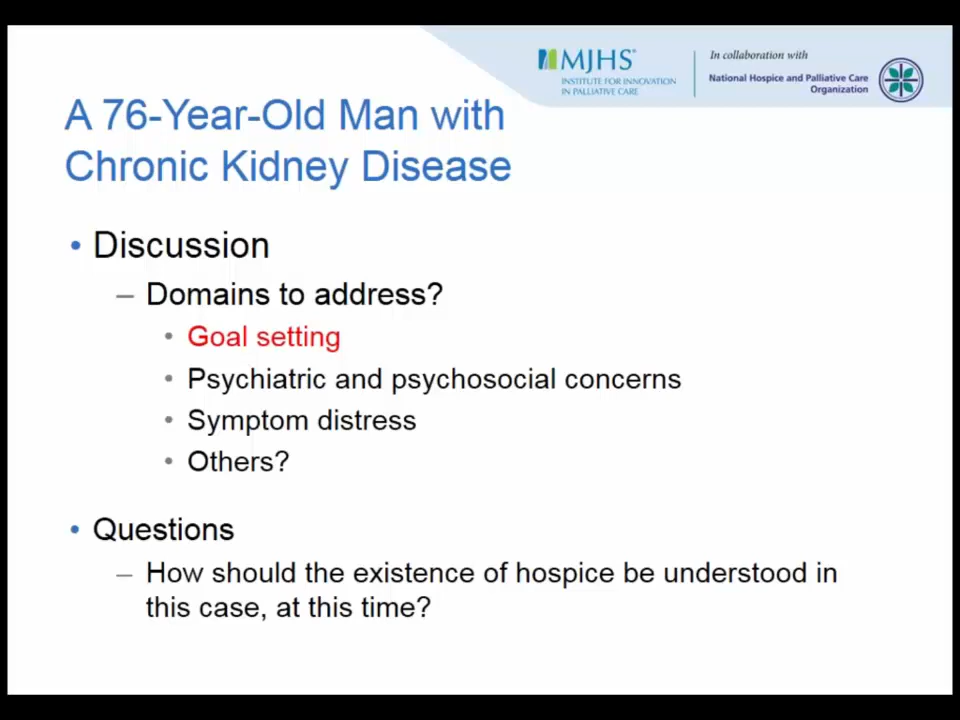 MJHS®
INSTITUTE FOR INNOVATION
IN PALLIATIVE CARE
In collaboration with
National Hospice and Palliative Care
Organization
A 76-Year-Old Man with
Chronic Kidney Disease
• Discussion
– Domains to address?
• Goal setting
• Psychiatric and psychosocial concerns
• Symptom distress
• Others?
• Questions
– How should the existence of hospice be understood in
this case, at this time?